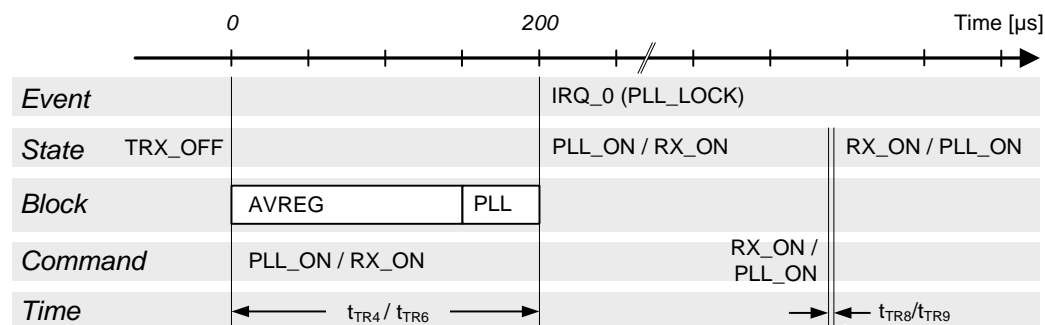 0 200 Time [µs]
Event IRQ_0 (PLL_LOCK)
State TRX_OFF PLL_ON / RX_ON RX_ON / PLL_ON
Block AVREG PLL
Command PLL_ON / RX_ON RX_ON /
PLL_ON
Time tTR4 / tTR6 tTR8/tTR9